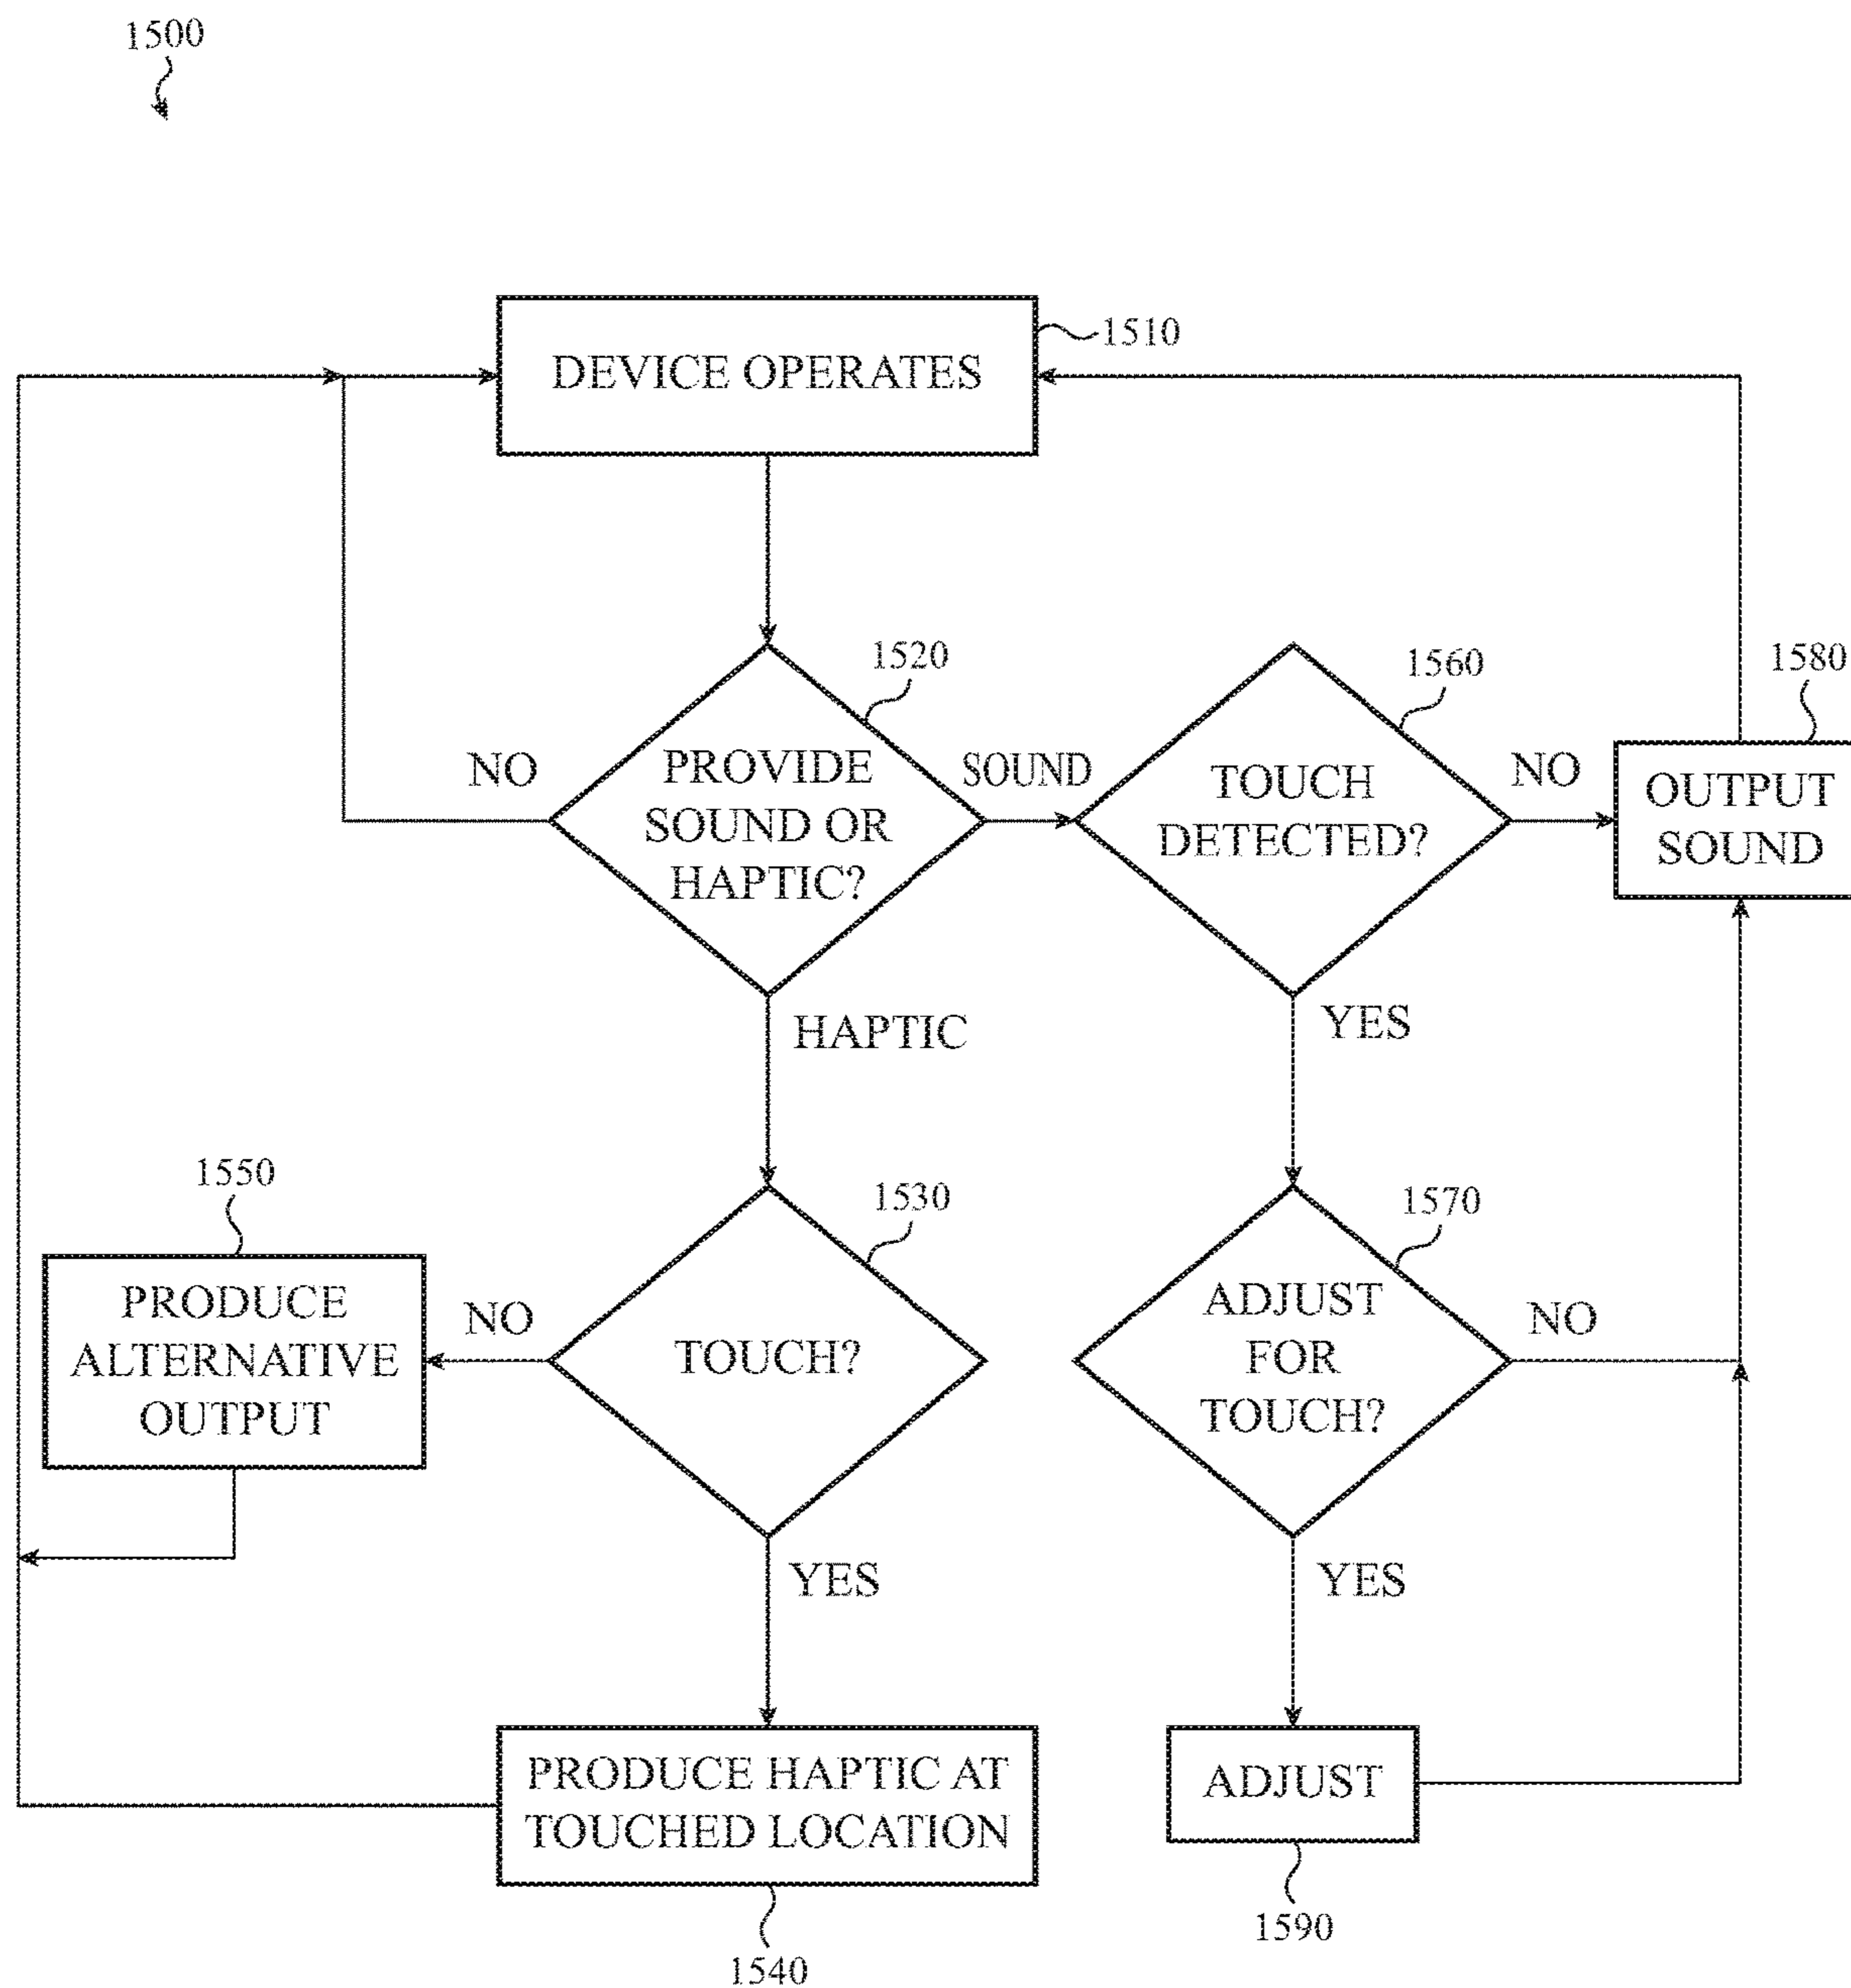 1500
DEVICE OPERATES
1510
1520
1560
1580
NO
PROVIDE
SOUND OR
HAPTIC?
SOUND
TOUCH
DETECTED?
NO
OUTPUT
SOUND
HAPTIC
YES
1550
1530
1570
PRODUCE
ALTERNATIVE
OUTPUT
NO
TOUCH?
ADJUST
FOR
TOUCH?
NO
YES
YES
PRODUCE HAPTIC AT
TOUCHED LOCATION
ADJUST
1540
1590